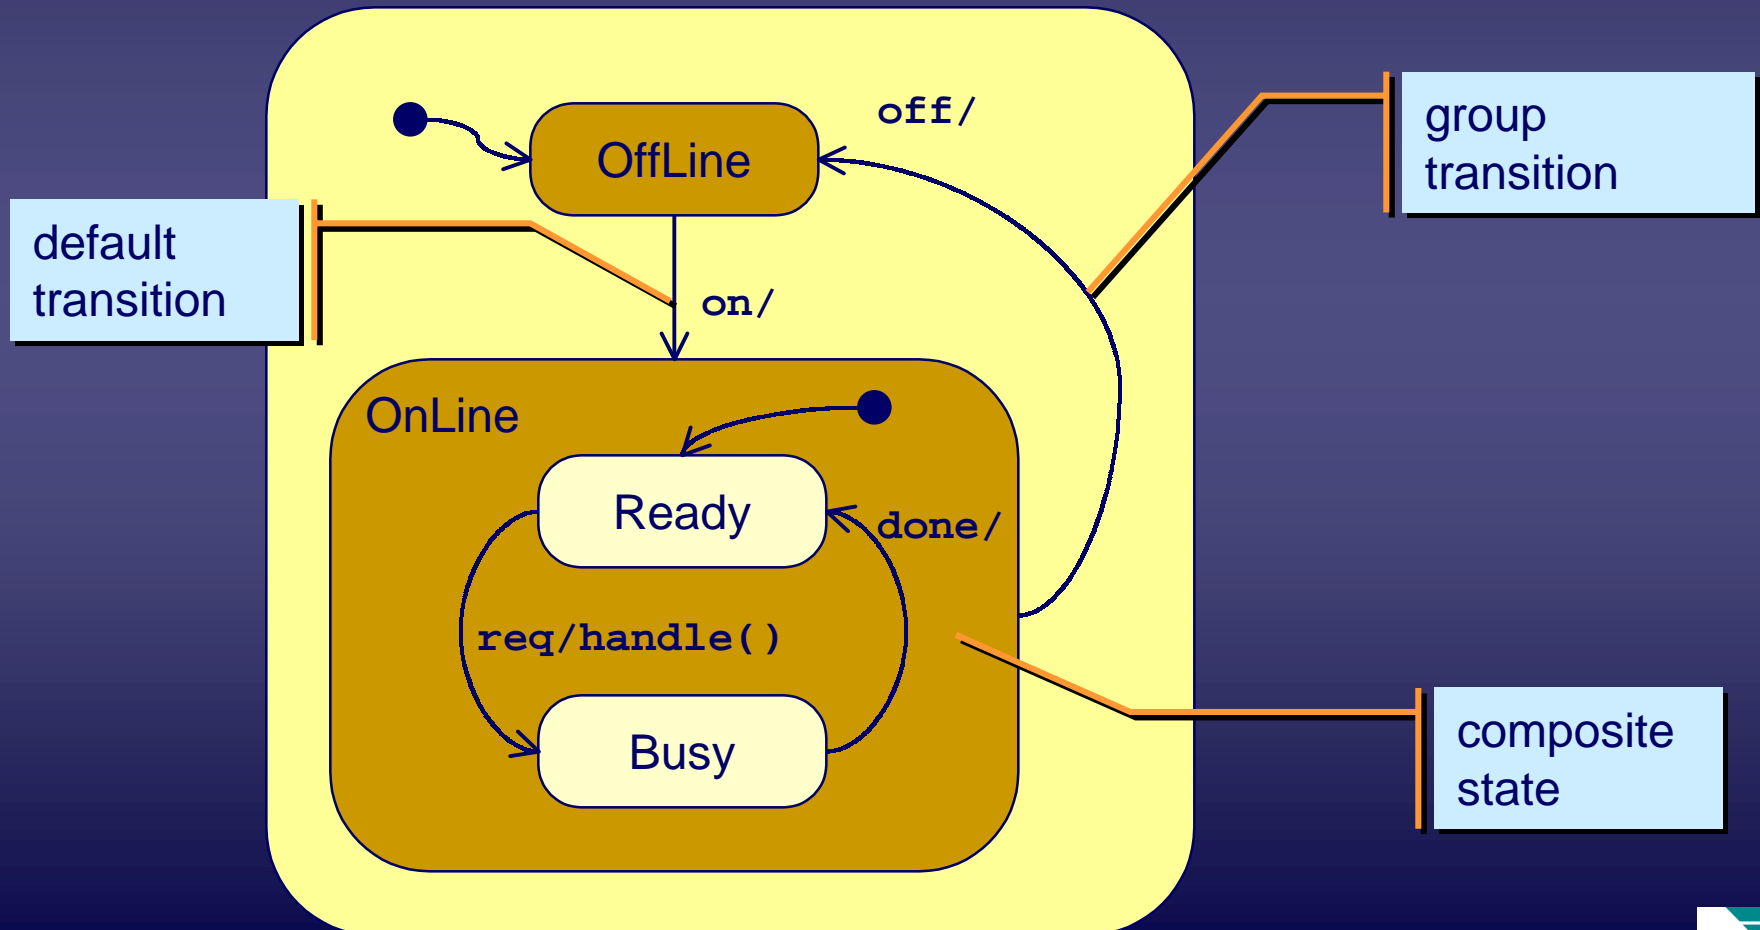 off/
group
transition
OffLine
default
transition
on/
OnLine
Ready
done/
req/handle()
Busy
composite
state